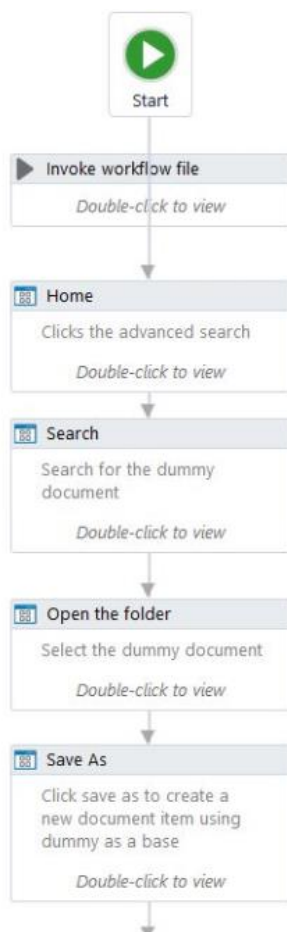 Start
Invoke workflow file
Double-click to view
Home
Clicks the advanced search
Double-click to view
Search
Search for the dummy
document
Double-click to view
Open the folder
Select the dummy document
Double-click to view
Save As
Click save as to create a
new document item using
dummy as a base
Double-click to view